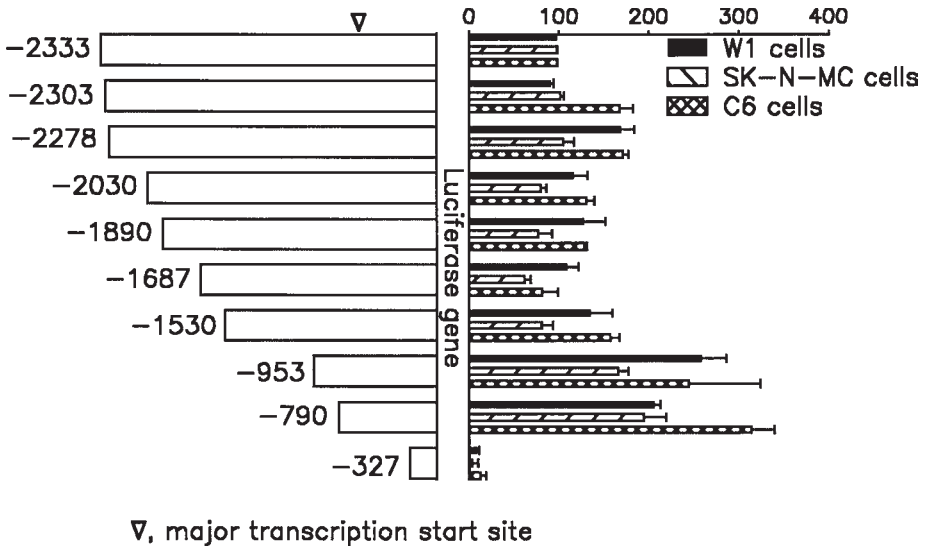 ∇
0 100 200 300 400
−2333
−2303
−2278
−2030
−1890
−1687
−1530
−953
−790
−327
Luciferase gene
W1 cells
SK−N−MC cells
C6 cells
∇, major transcription start site